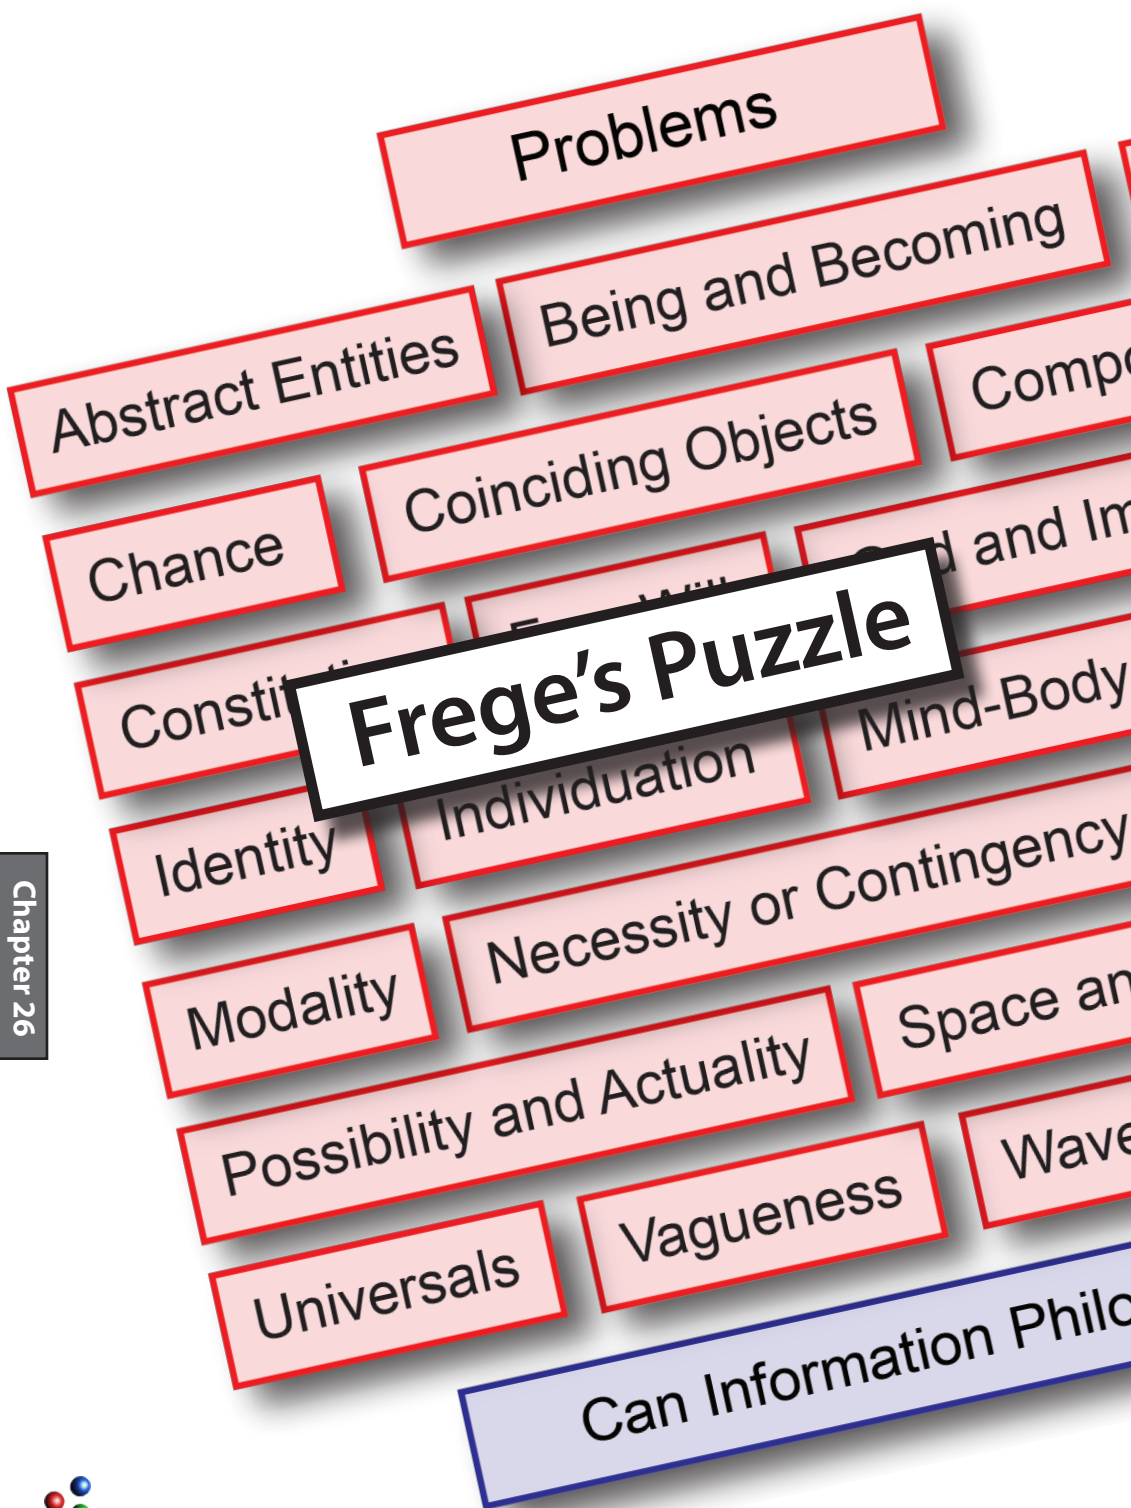 Problems
Abstract Entities
Being and Becoming
Chance
Coinciding Objects
and
Frege's Puzzle
Identity
Individuation
Mind-Body
Modality
Necessity or Contingency
Possibility and Actuality
Space
Universals
Vagueness
Can Information
Chapter 26